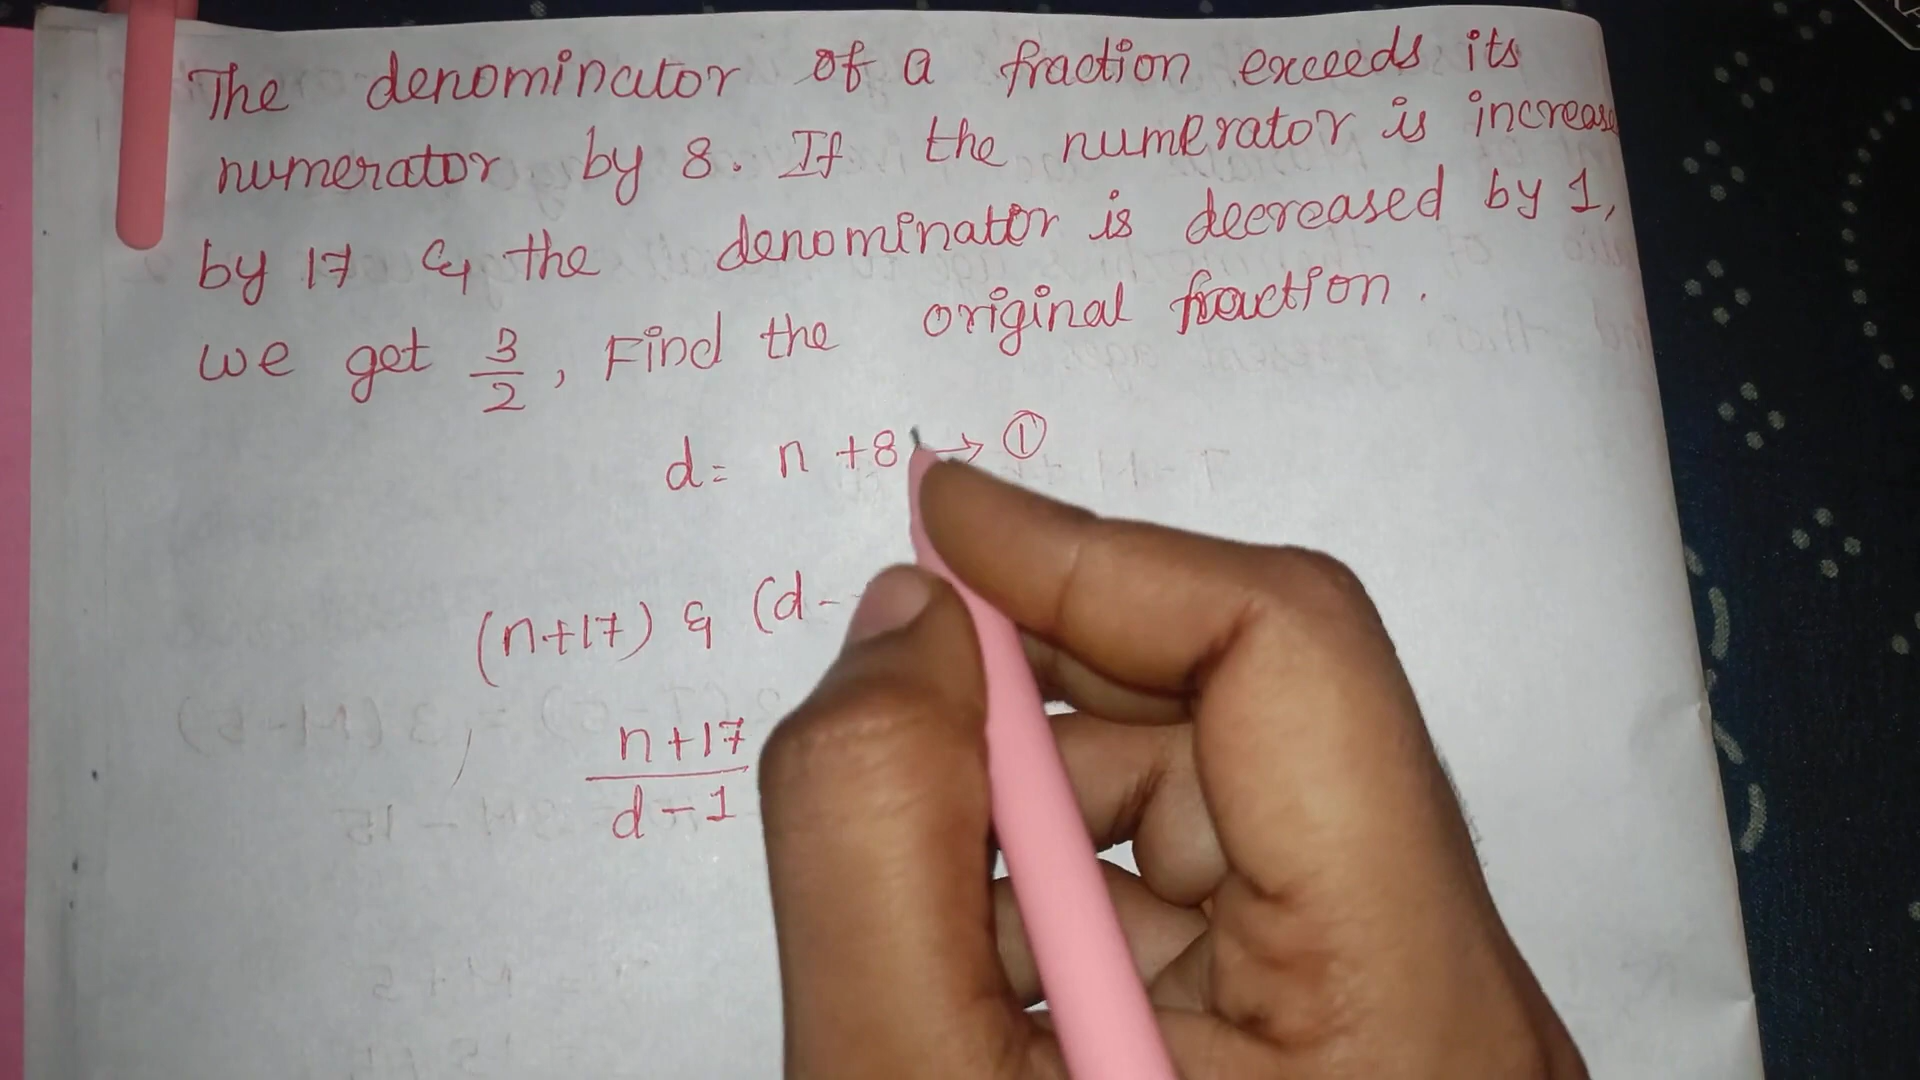 The denominator of a fraction exceeds its
numerator by 8. If the numerator is increase
by 17 & the denominator is decreased by 1,
we get 3/2, Find the original fraction.
d = n + 8 → ①
(n+17) & (d -
n+17
d - 1